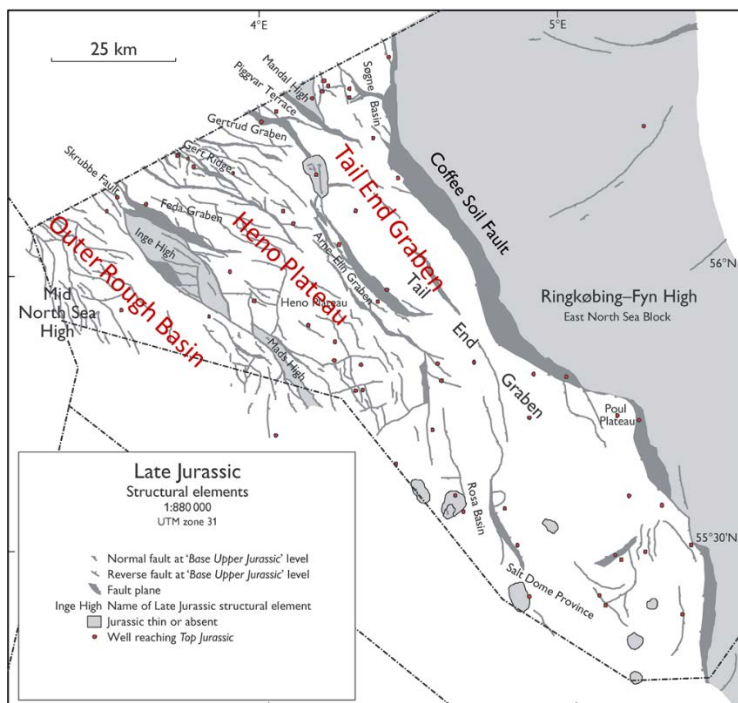 4°E
5°E
25 km
Mandal High
Søgne Basin
Piggvar Terrace
Gertrud Graben
Gert Ridge
Skrubbe Fault
Feda Graben
Tail End Graben
Coffee Soil Fault
Heno Plateau
Outer Rough Basin
Inge High
Arne-Elin Graben
Tail
End
Graben
56°N
Ringkøbing–Fyn High
East North Sea Block
Mid
North Sea
High
Heno Plateau
Mads High
Poul
Plateau
Rosa Basin
55°30'N
Salt Dome Province
Late Jurassic
Structural elements
1:880 000
UTM zone 31
Normal fault at 'Base Upper Jurassic' level
Reverse fault at 'Base Upper Jurassic' level
Fault plane
Inge High Name of Late Jurassic structural element
Jurassic thin or absent
Well reaching Top Jurassic